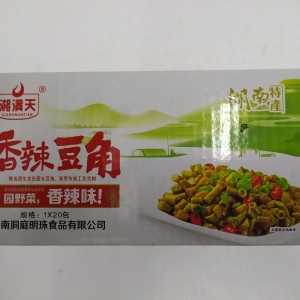 湘满天
XIANGMANTIAN
湖南特产
香辣豆角
园野菜，香辣味！
规格：1X20包
南洞庭明珠食品有限公司